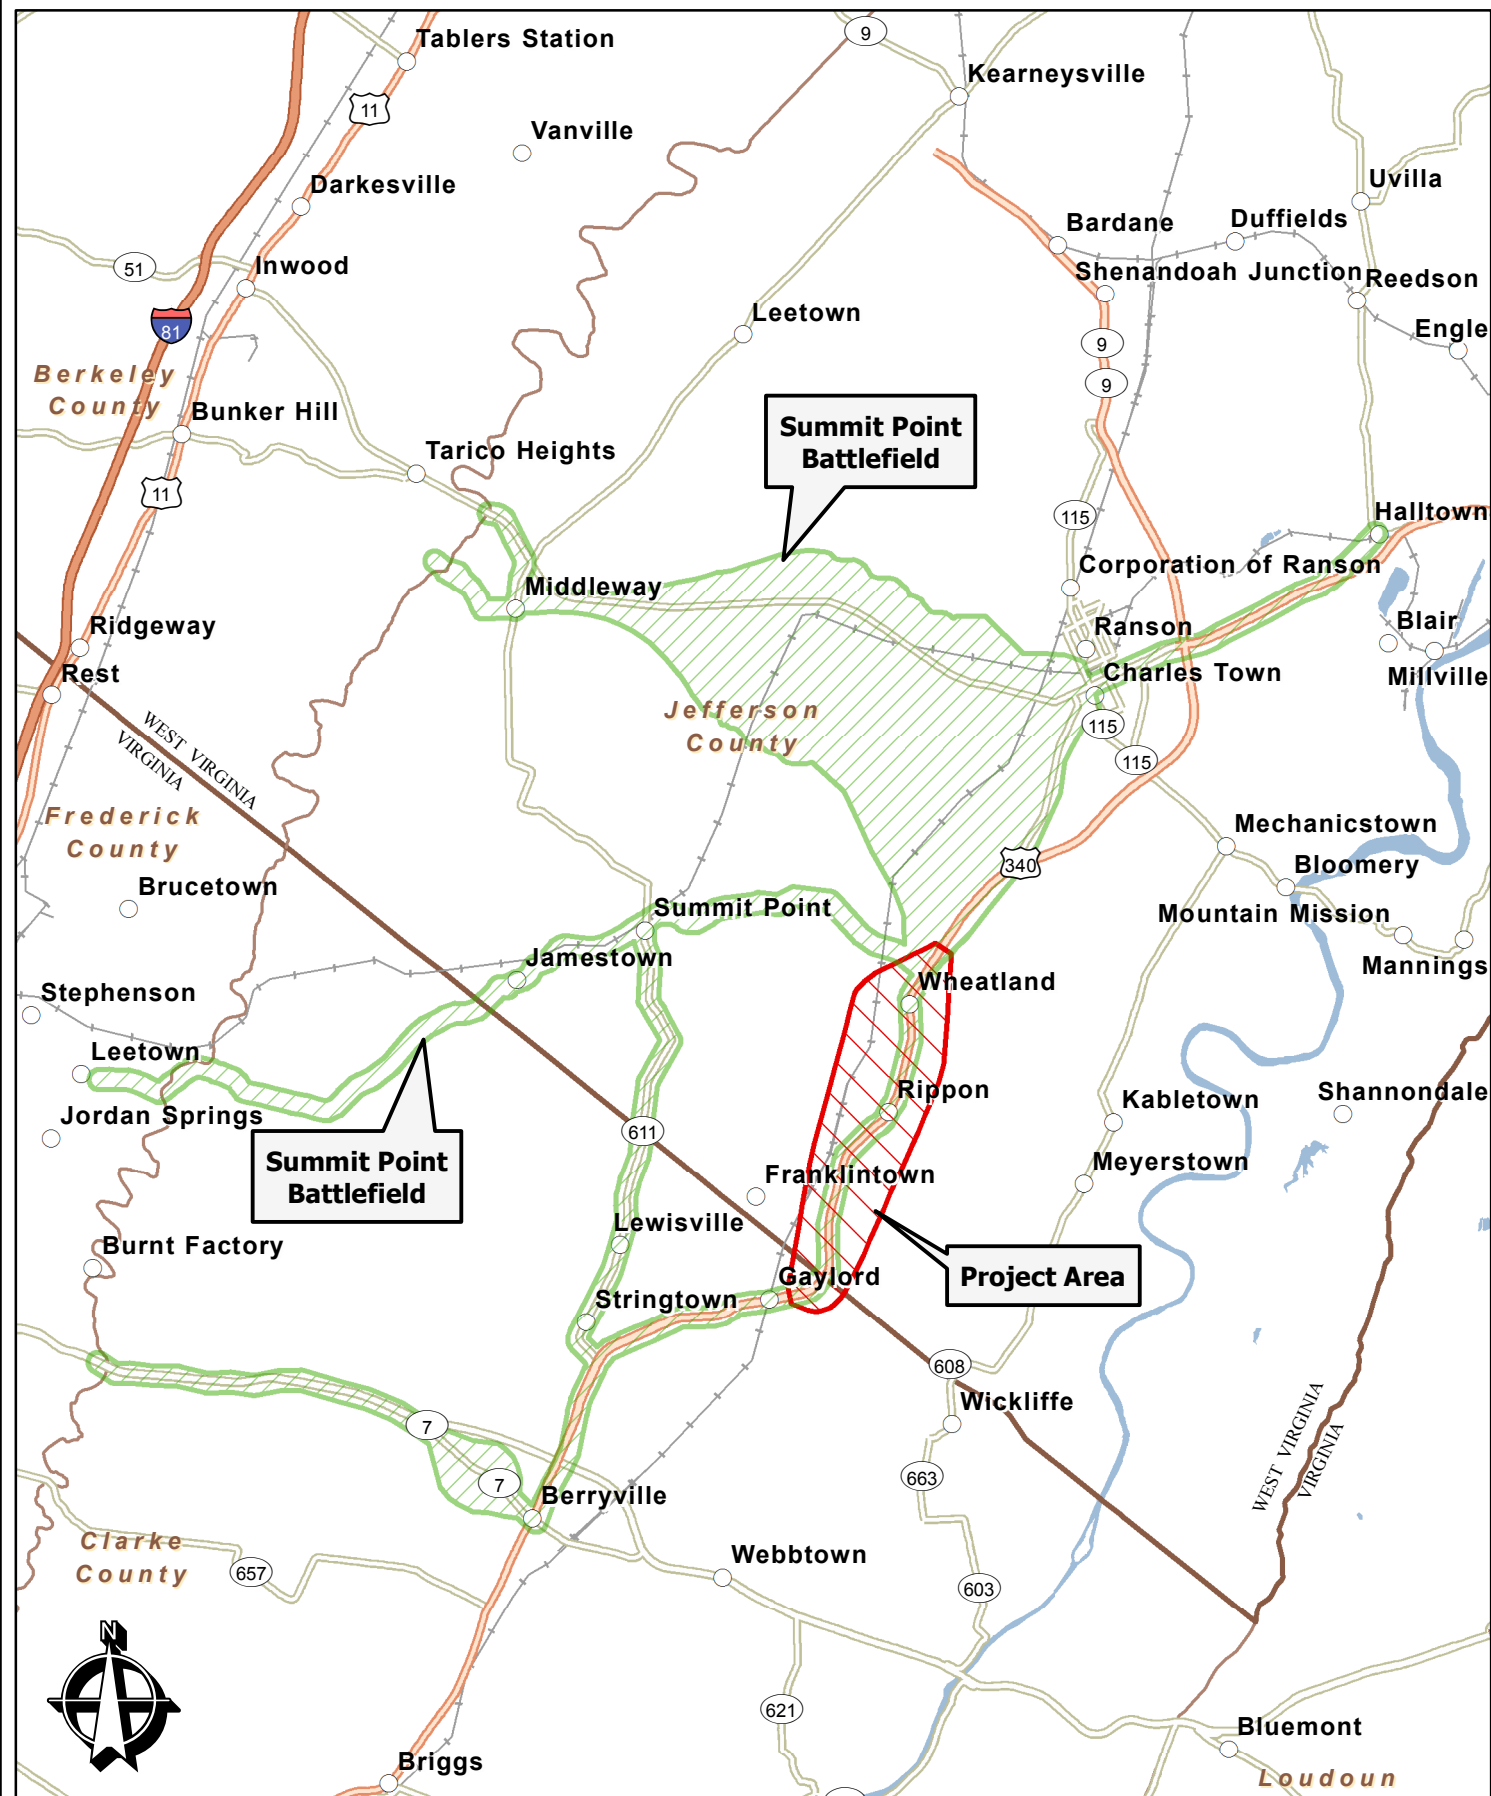 Tablers Station
9
Kearneysville
11
Vanville
Darkesville
Uvilla
Bardane
Duffields
51
Inwood
Shenandoah Junction
Reedson
81
Leetown
Engle
9
Berkeley
County
9
Bunker Hill
Summit Point
Battlefield
Tarico Heights
11
115
Halltown
Corporation of Ranson
Middleway
Ridgeway
Ranson
Blair
Rest
Charles Town
Millville
WEST VIRGINIA
VIRGINIA
Jefferson
County
115
115
Frederick
County
Mechanicstown
340
Bloomery
Brucetown
Summit Point
Mountain Mission
Jamestown
Mannings
Stephenson
Wheatland
Leetown
Rippon
Shannondale
Kabletown
Jordan Springs
611
Summit Point
Battlefield
Franklintown
Meyerstown
Lewisville
Burnt Factory
Gaylord
Project Area
Stringtown
608
Wickliffe
WEST VIRGINIA
VIRGINIA
7
663
7
Berryville
Clarke
County
657
Webbtown
603
N
621
Bluemont
Briggs
Loudoun